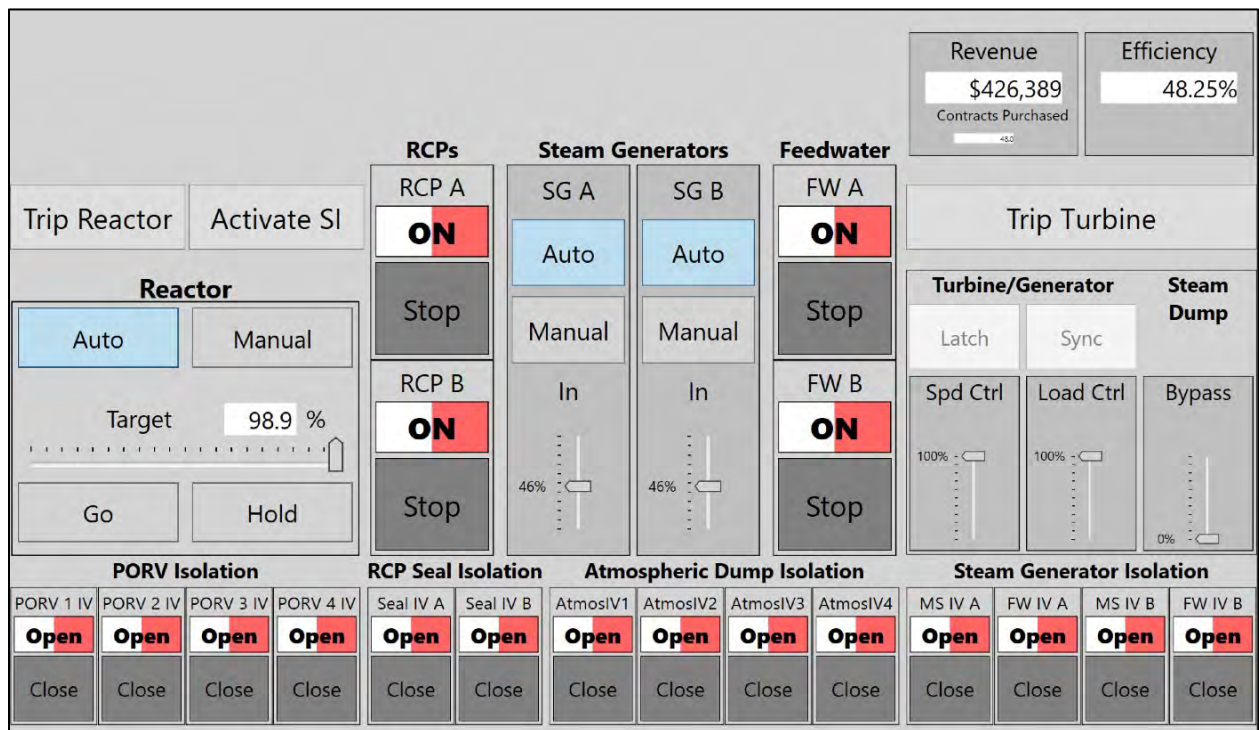 Revenue
$426,389
Contracts Purchased
Efficiency
48.25%
RCPs
Steam Generators
Feedwater
RCP A
ON
Stop
RCP B
ON
Stop
SG A
SG B
Auto
Auto
Manual
Manual
In
In
46%
46%
FW A
ON
Stop
FW B
ON
Stop
Trip Reactor
Activate SI
Trip Turbine
Reactor
Auto
Manual
Target
98.9 %
Go
Hold
Turbine/Generator
Steam
Dump
Latch
Sync
Spd Ctrl
Load Ctrl
Bypass
100%
100%
0%
PORV Isolation
RCP Seal Isolation
Atmospheric Dump Isolation
Steam Generator Isolation
PORV 1 IV
PORV 2 IV
PORV 3 IV
PORV 4 IV
Seal IV A
Seal IV B
AtmosIV1
AtmosIV2
AtmosIV3
AtmosIV4
MS IV A
FW IV A
MS IV B
FW IV B
Open
Open
Open
Open
Open
Open
Open
Open
Open
Open
Open
Open
Open
Open
Close
Close
Close
Close
Close
Close
Close
Close
Close
Close
Close
Close
Close
Close